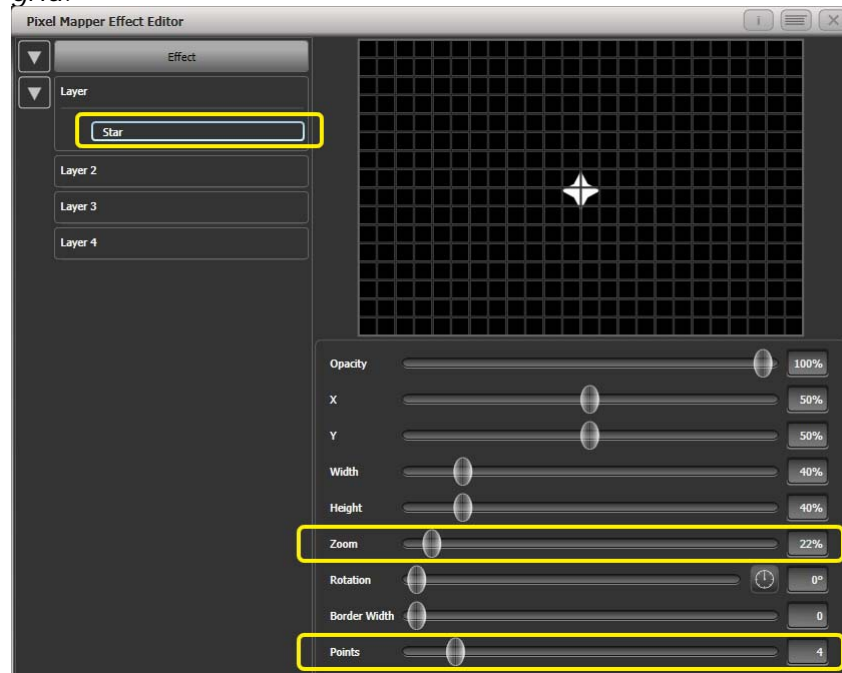 grid.
Pixel Mapper Effect Editor
i
Effect
Layer
Star
Layer 2
Layer 3
Layer 4
Opacity 100%
X 50%
Y 50%
Width 40%
Height 40%
Zoom 22%
Rotation 0°
Border Width 0
Points 4